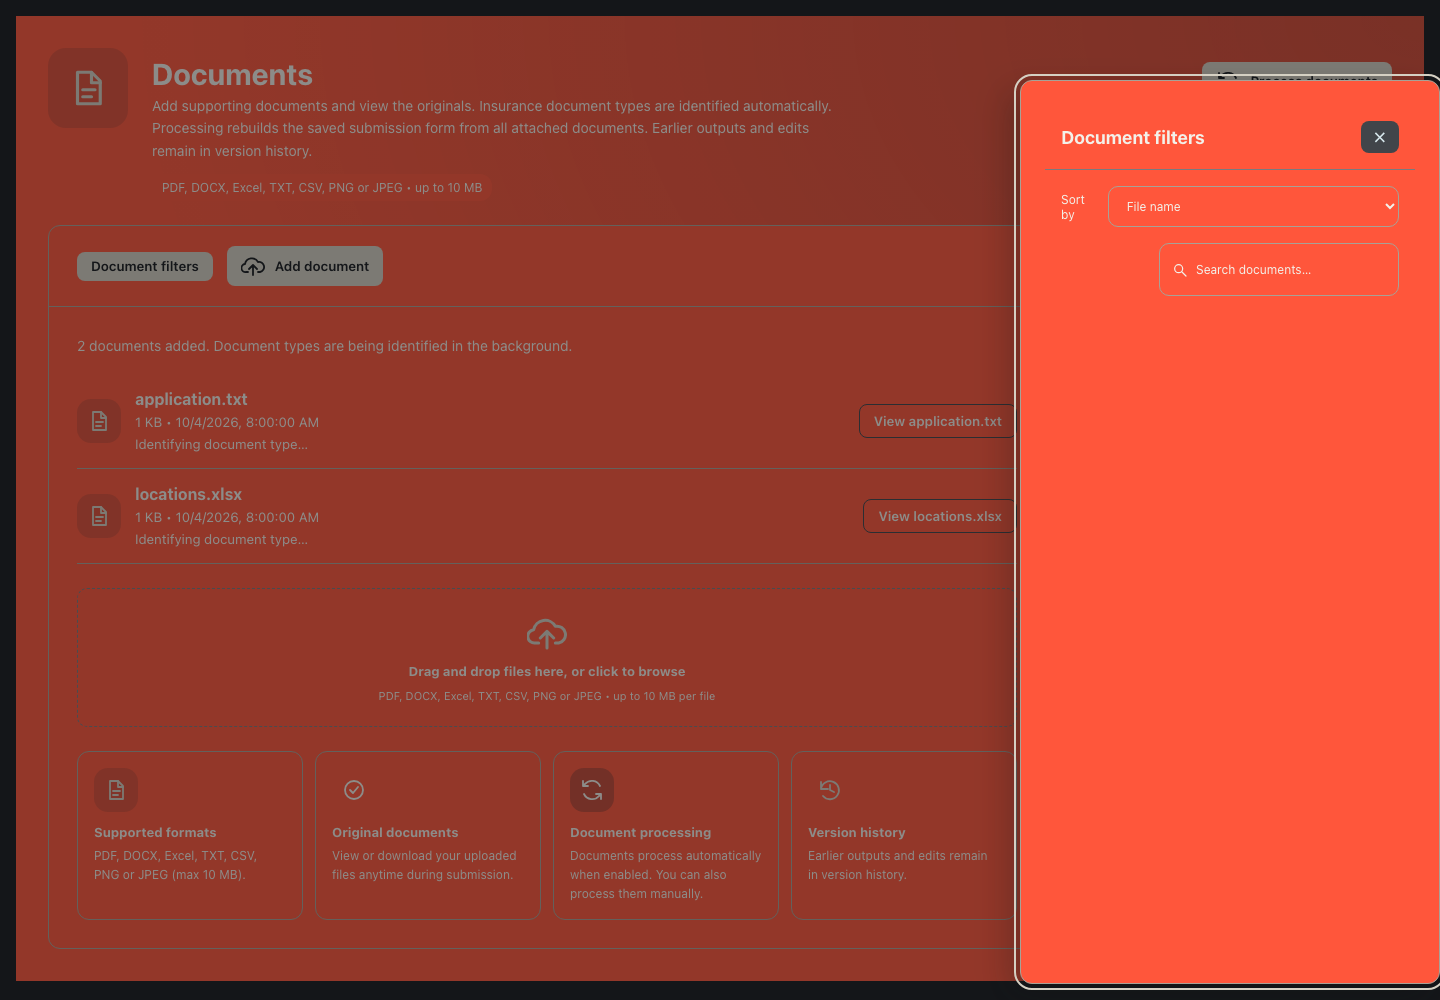 Documents
Add supporting documents and view the originals. Insurance document types are identified automatically.
Processing rebuilds the saved submission form from all attached documents. Earlier outputs and edits
remain in version history.
PDF, DOCX, Excel, TXT, CSV, PNG or JPEG • up to 10 MB
Process documents
Document filters
Add document
2 documents added. Document types are being identified in the background.
application.txt
1 KB • 10/4/2026, 8:00:00 AM
Identifying document type...
View application.txt
locations.xlsx
1 KB • 10/4/2026, 8:00:00 AM
Identifying document type...
View locations.xlsx
Drag and drop files here, or click to browse
PDF, DOCX, Excel, TXT, CSV, PNG or JPEG • up to 10 MB per file
Supported formats
PDF, DOCX, Excel, TXT, CSV,
PNG or JPEG (max 10 MB).
Original documents
View or download your uploaded
files anytime during submission.
Document processing
Documents process automatically
when enabled. You can also
process them manually.
Version history
Earlier outputs and edits remain
in version history.
Document filters
Sort
by
File name
Search documents...